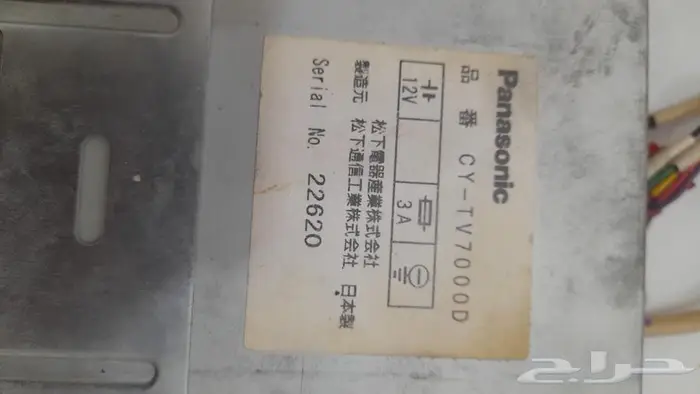 Panasonic
品 番 CY-TV7000D
12V 3A
松下電器産業株式会社
製造元 松下通信工業株式会社 日本製
Serial No. 22620
حراج